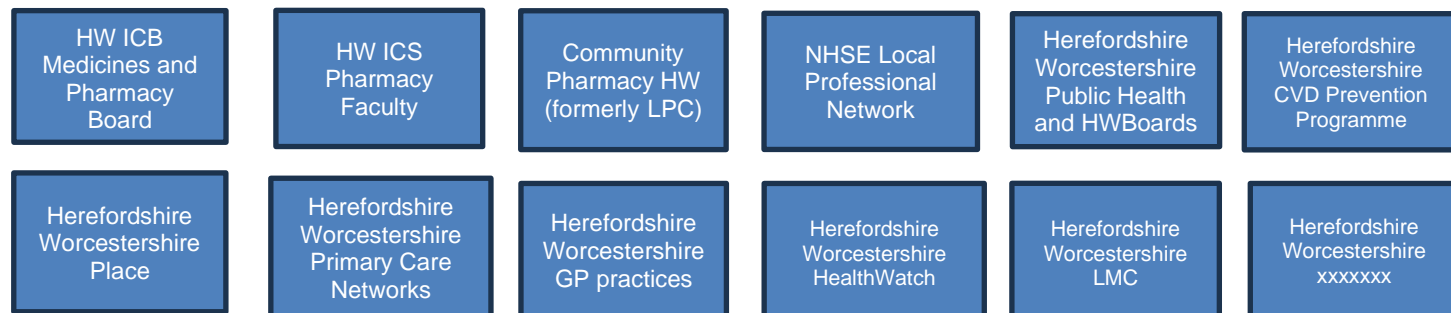 HW ICB
Medicines and
Pharmacy
Board
HW ICS
Pharmacy
Faculty
Community
Pharmacy HW
(formerly LPC)
NHSE Local
Professional
Network
Herefordshire
Worcestershire
Public Health
and HWBoards
Herefordshire
Worcestershire
CVD Prevention
Programme
Herefordshire
Worcestershire
Place
Herefordshire
Worcestershire
Primary Care
Networks
Herefordshire
Worcestershire
GP practices
Herefordshire
Worcestershire
HealthWatch
Herefordshire
Worcestershire
LMC
Herefordshire
Worcestershire
xxxxxxx